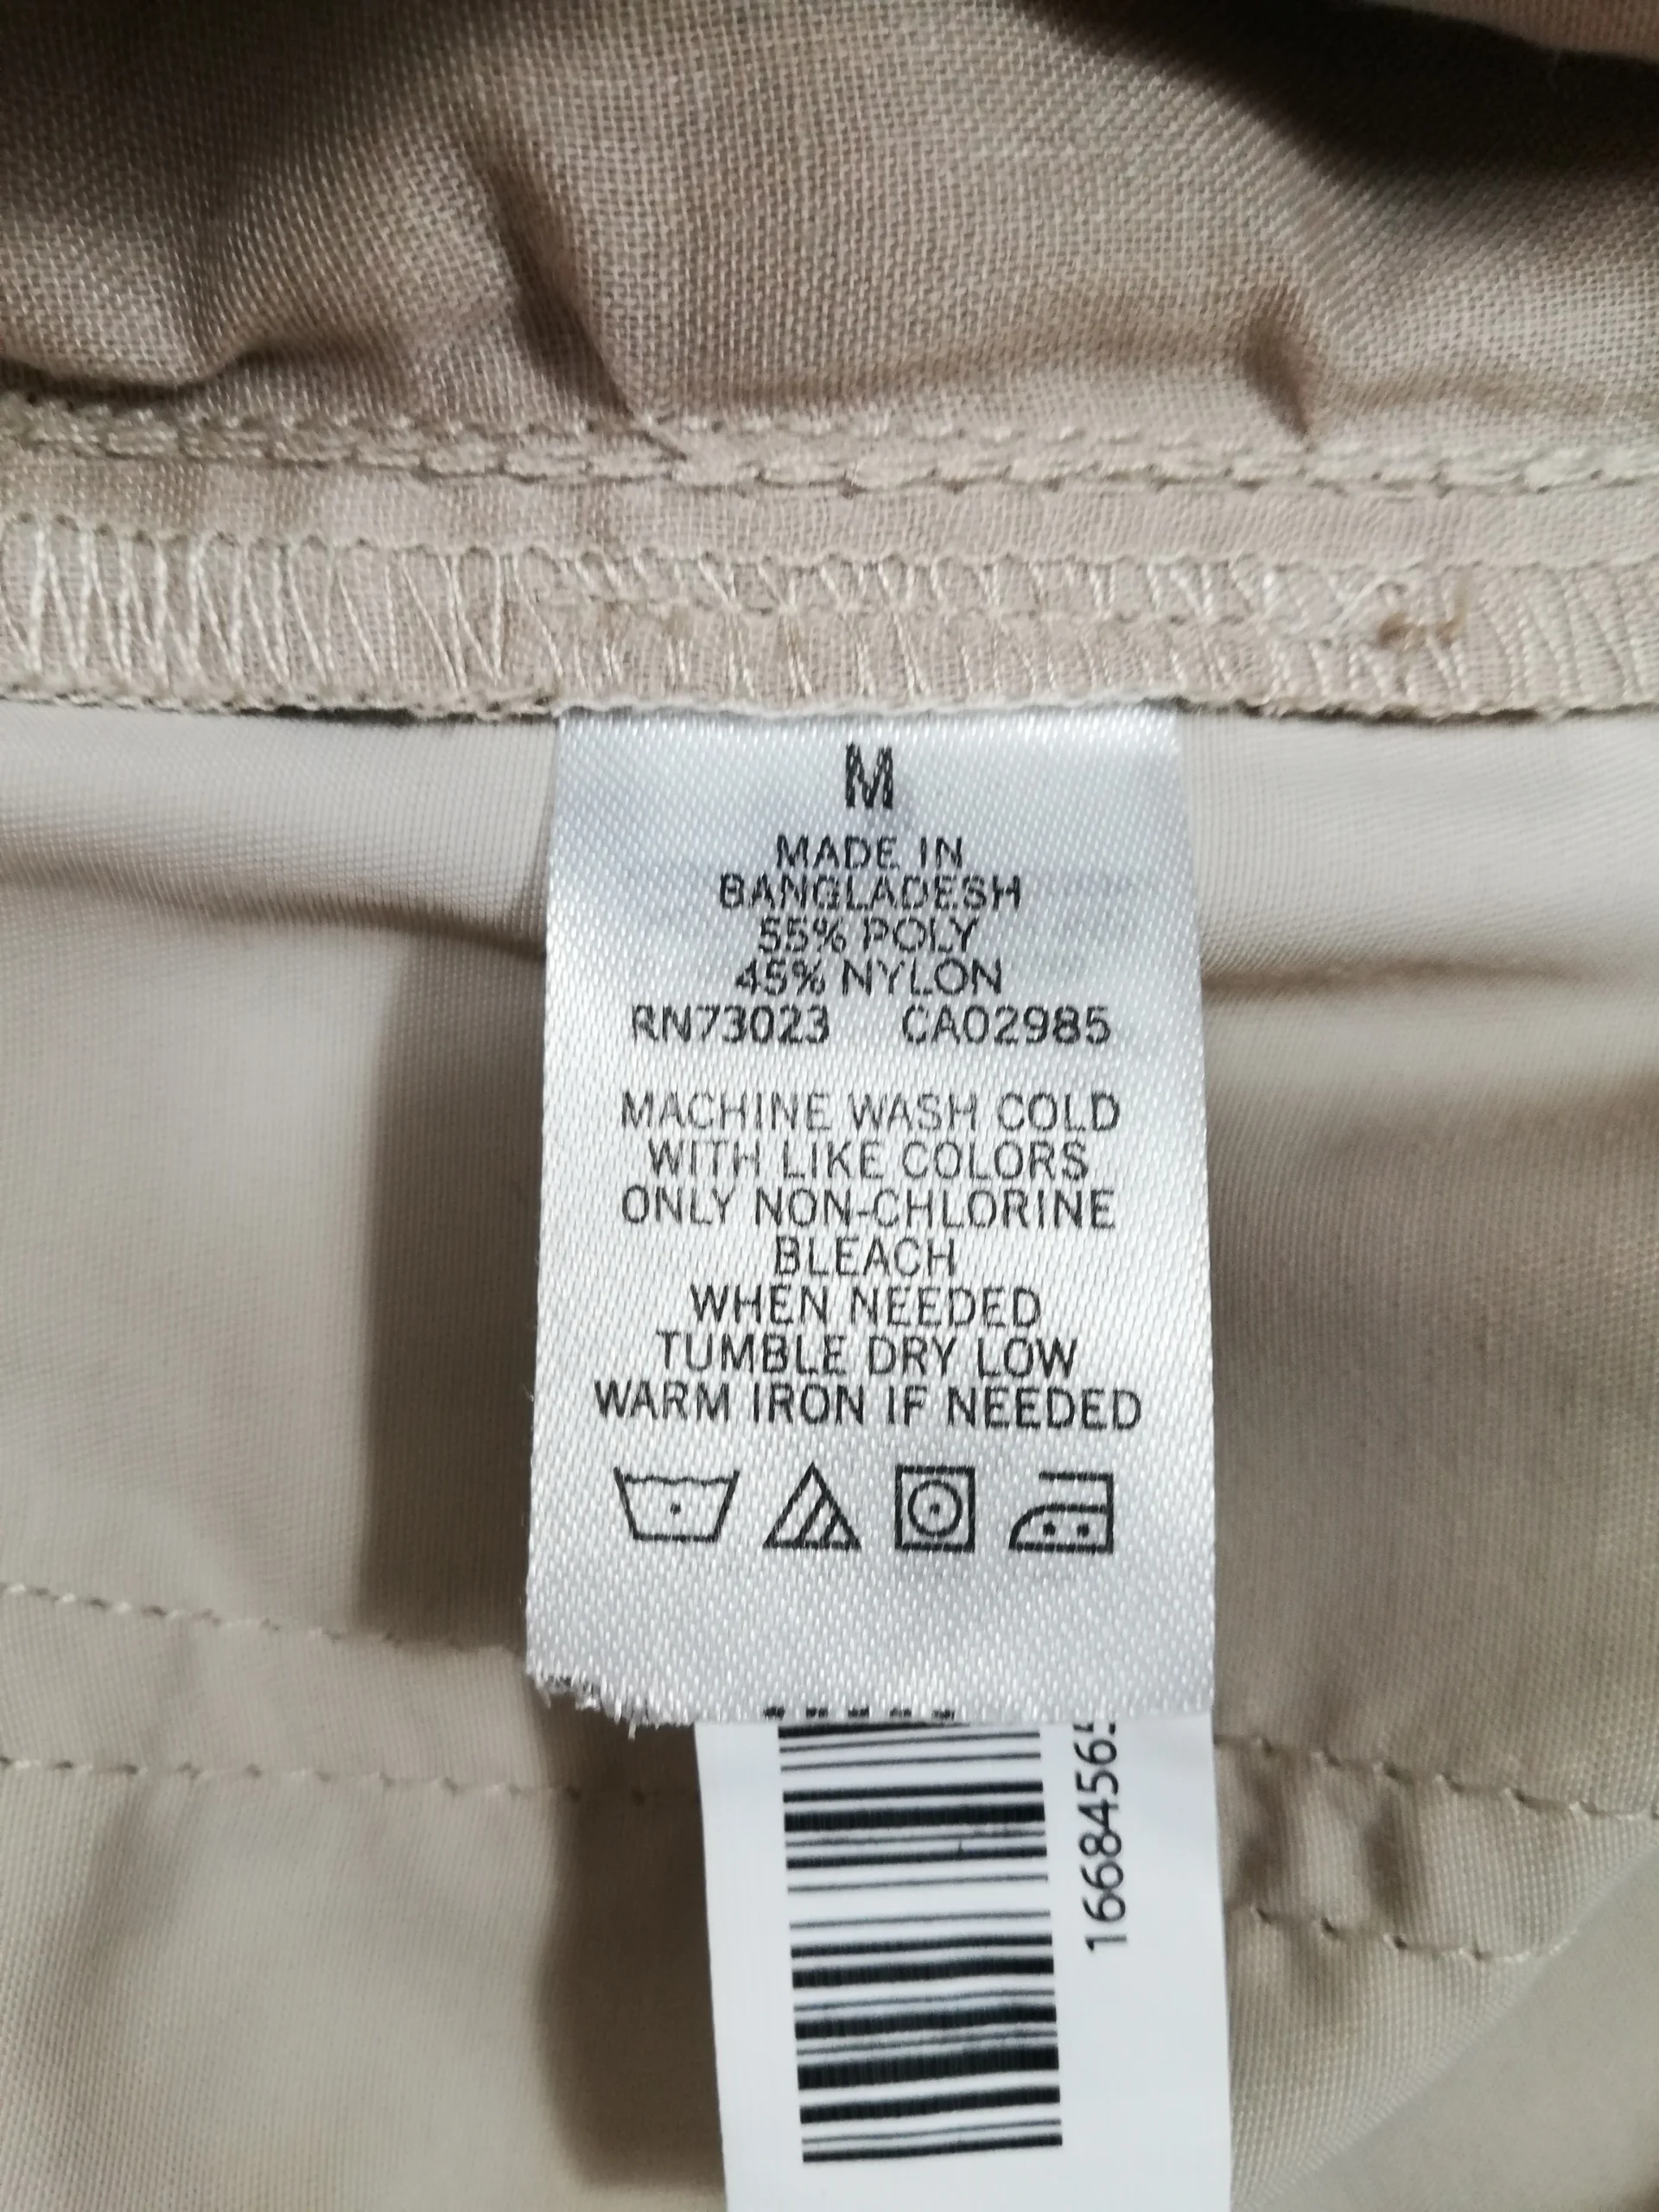 M
MADE IN
BANGLADESH
55% POLY
45% NYLON
RN73023 CA02985
MACHINE WASH COLD
WITH LIKE COLORS
ONLY NON-CHLORINE
BLEACH
WHEN NEEDED
TUMBLE DRY LOW
WARM IRON IF NEEDED
1668456